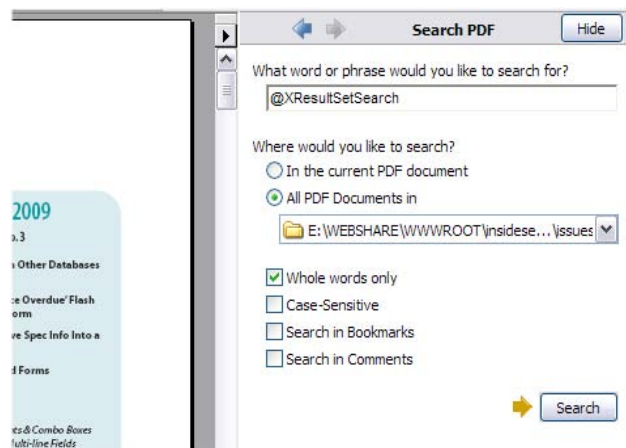 Search PDF
Hide
What word or phrase would you like to search for?
@XResultSetSearch
Where would you like to search?
In the current PDF document
All PDF Documents in
E:\WEBSHARE\WWWROOT\insidese...\issues
Whole words only
Case-Sensitive
Search in Bookmarks
Search in Comments
Search
2009
. 3
Other Databases
Overdue' Flash
orm
Spec Info Into a
Forms
& Combo Boxes
ulti-line Fields